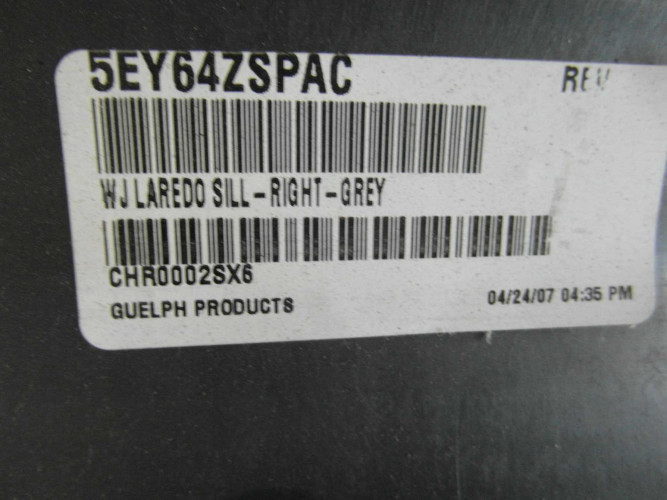 5EY64ZSPAC REV
WJ LAREDO SILL-RIGHT-GREY
CHR0002SX6
GUELPH PRODUCTS 04/24/07 04:35 PM